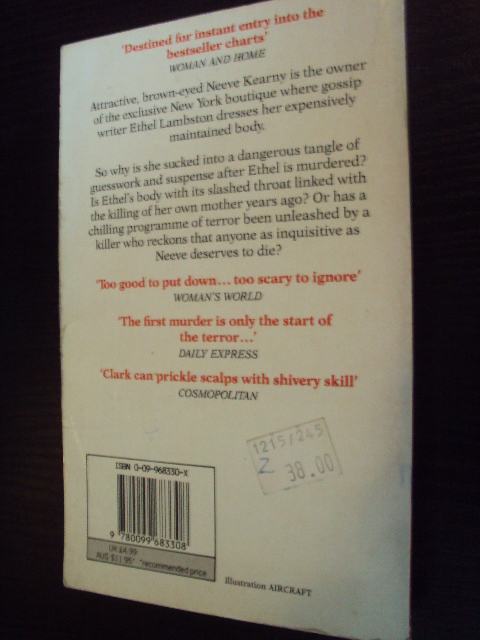 'Destined for instant entry into the
bestseller charts'
WOMAN AND HOME
Attractive, brown-eyed Neeve Kearny is the owner
of the exclusive New York boutique where gossip
writer Ethel Lambston dresses her expensively
maintained body.
So why is she sucked into a dangerous tangle of
guesswork and suspense after Ethel is murdered?
Is Ethel's body with its slashed throat linked with
the killing of her own mother years ago? Or has a
chilling programme of terror been unleashed by a
killer who reckons that anyone as inquisitive as
Neeve deserves to die?
'Too good to put down... too scary to ignore'
WOMAN'S WORLD
'The first murder is only the start of
the terror...'
DAILY EXPRESS
'Clark can prickle scalps with shivery skill'
COSMOPOLITAN
1215/245
Z 38.00
ISBN 0-09-968330-X
9 780099 683308
UK £4.99
AUS $11.95* *recommended price
Illustration AIRCRAFT